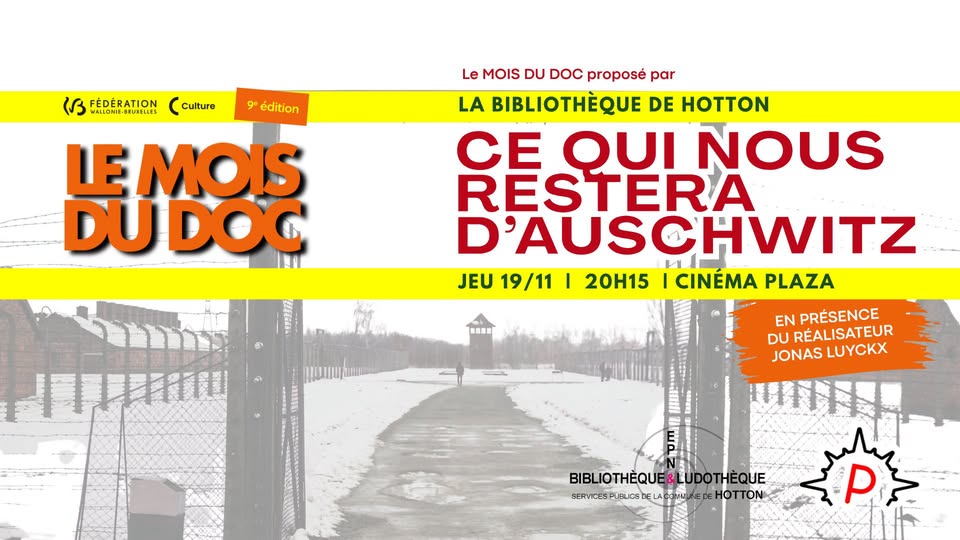 Le MOIS DU DOC proposé par
FÉDÉRATION
WALLONIE-BRUXELLES
Culture
9e édition
LA BIBLIOTHÈQUE DE HOTTON
LE MOIS
DU DOC
CE QUI NOUS
RESTERA
D'AUSCHWITZ
JEU 19/11 | 20H15 | CINÉMA PLAZA
EN PRÉSENCE
DU RÉALISATEUR
JONAS LUYCKX
EPN
BIBLIOTHÈQUE & LUDOTHÈQUE
SERVICES PUBLICS DE LA COMMUNE DE HOTTON
P